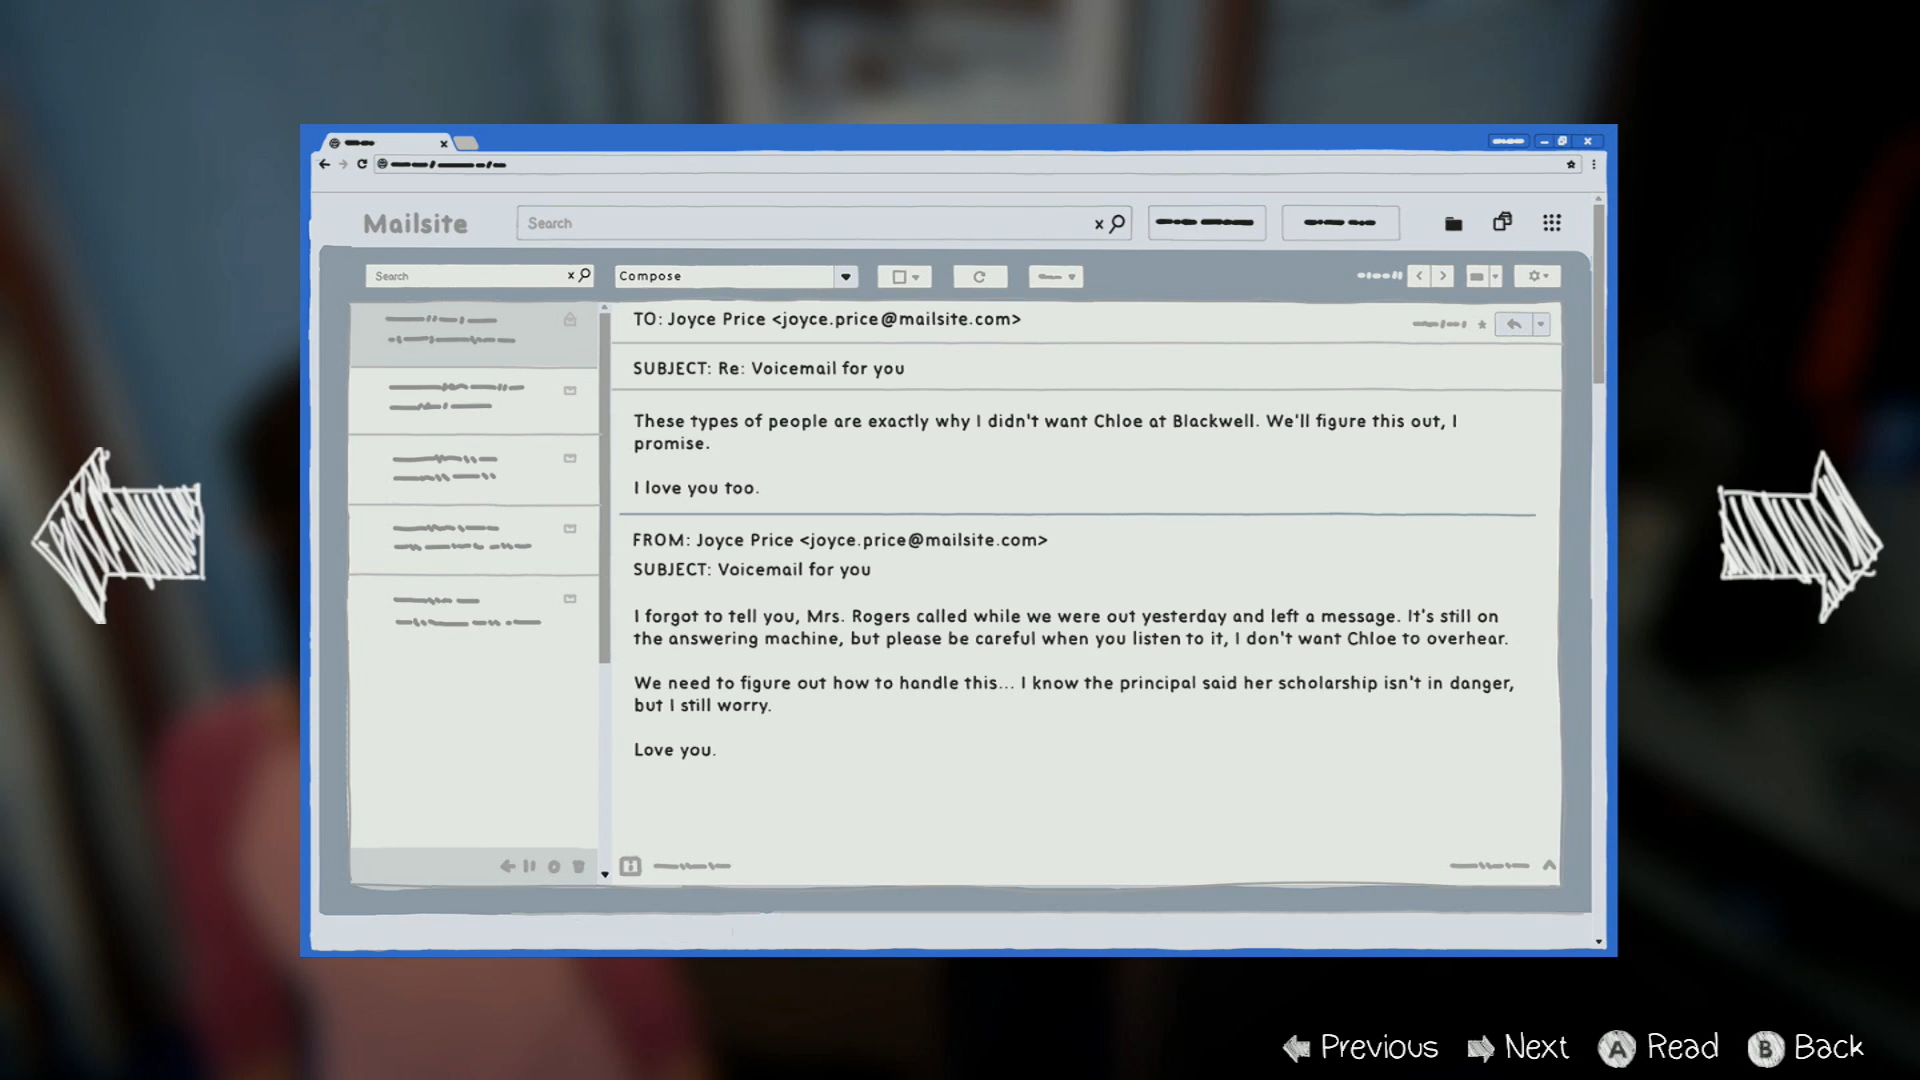 Mailsite
Search
x
Search
x
Compose
TO: Joyce Price <joyce.price@mailsite.com>
SUBJECT: Re: Voicemail for you
These types of people are exactly why I didn't want Chloe at Blackwell. We'll figure this out, I
promise.
I love you too.
FROM: Joyce Price <joyce.price@mailsite.com>
SUBJECT: Voicemail for you
I forgot to tell you, Mrs. Rogers called while we were out yesterday and left a message. It's still on
the answering machine, but please be careful when you listen to it, I don't want Chloe to overhear.
We need to figure out how to handle this... I know the principal said her scholarship isn't in danger,
but I still worry.
Love you.
Previous
Next
A Read
B Back